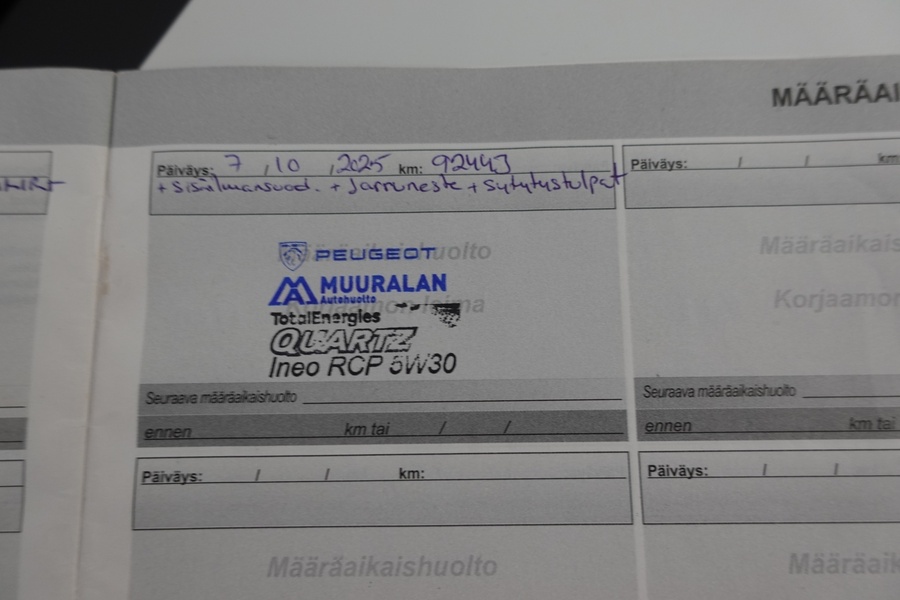 MÄÄRÄAI
Päiväys: 7 / 10 / 2025 km: 92443
+ Sisäilmansuod. + Jarruneste + Sytytystulpat
Määräaikaishuolto
PEUGEOT
Korjaamon leima
MUURALAN
Autohuolto
TotalEnergies
QUARTZ
Ineo RCP 5W30
Seuraava määräaikaishuolto
ennen km tai / /
Päiväys: / / km
Määräaikais
Korjaamon
Seuraava määräaikaishuolto
ennen km tai
Päiväys: / / km:
Määräaikaishuolto
Päiväys: / /
Määräaik